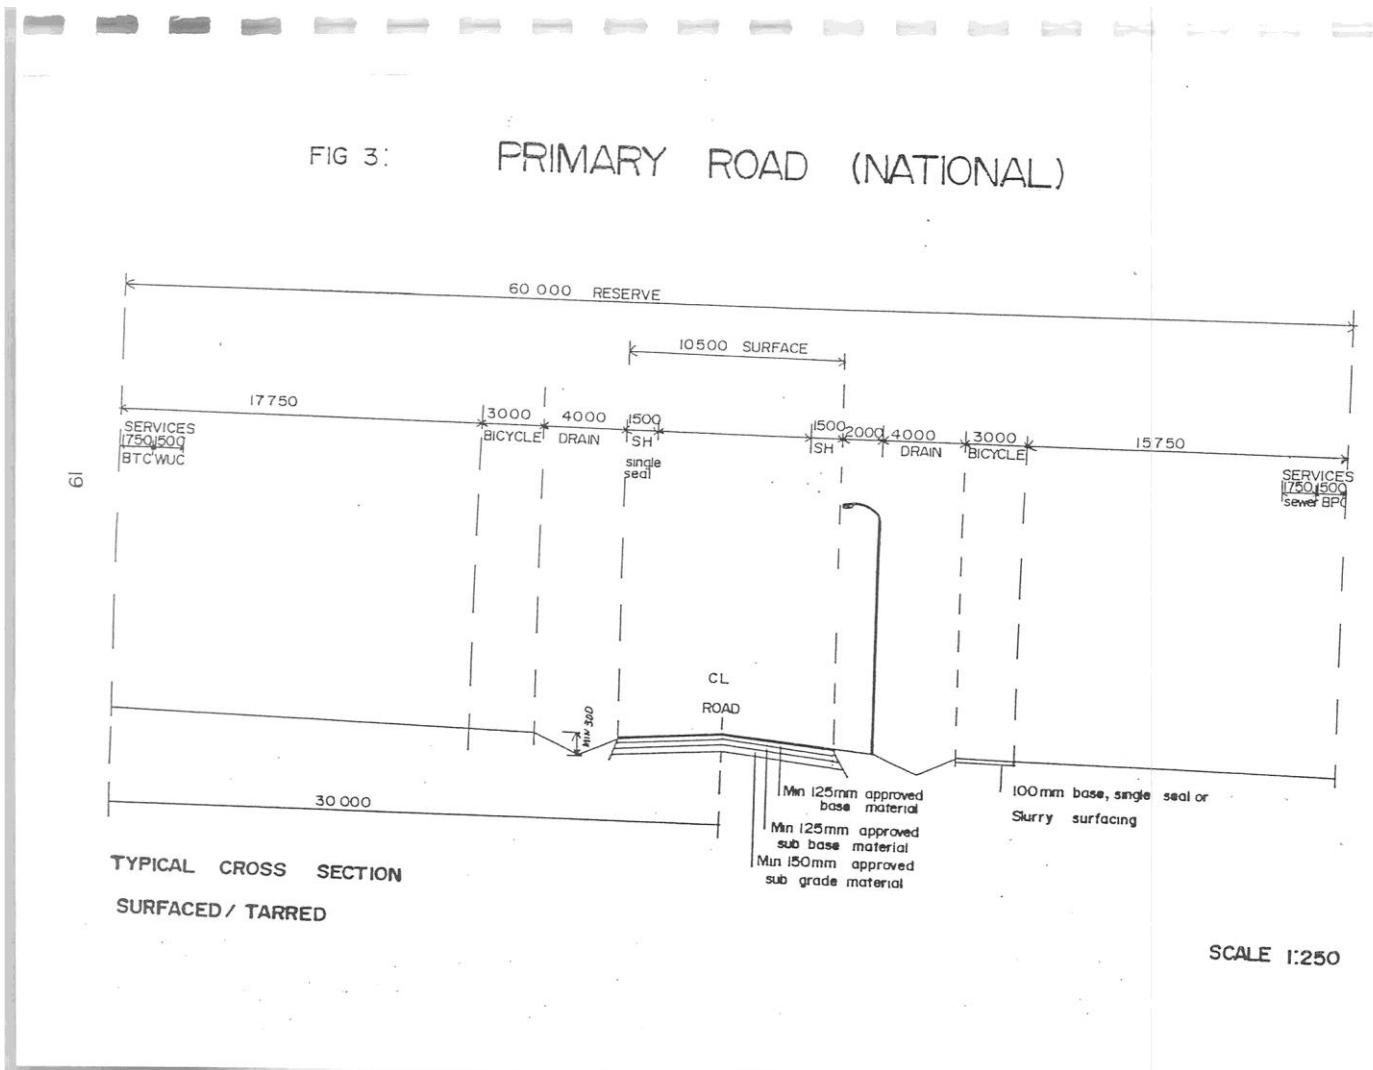 FIG 3: PRIMARY ROAD (NATIONAL)
60 000 RESERVE
10500 SURFACE
17750
3000
4000
1500
1500
2000
4000
3000
15750
BICYCLE
DRAIN
SH
SH
DRAIN
BICYCLE
single
seal
SERVICES
1750 1500
BTC WUC
SERVICES
1750 1500
sewer BPC
19
CL
ROAD
MIN 300
30 000
Min 125mm approved
base material
Min 125mm approved
sub base material
Min 150mm approved
sub grade material
100mm base, single seal or
Slurry surfacing
TYPICAL CROSS SECTION
SURFACED / TARRED
SCALE 1:250